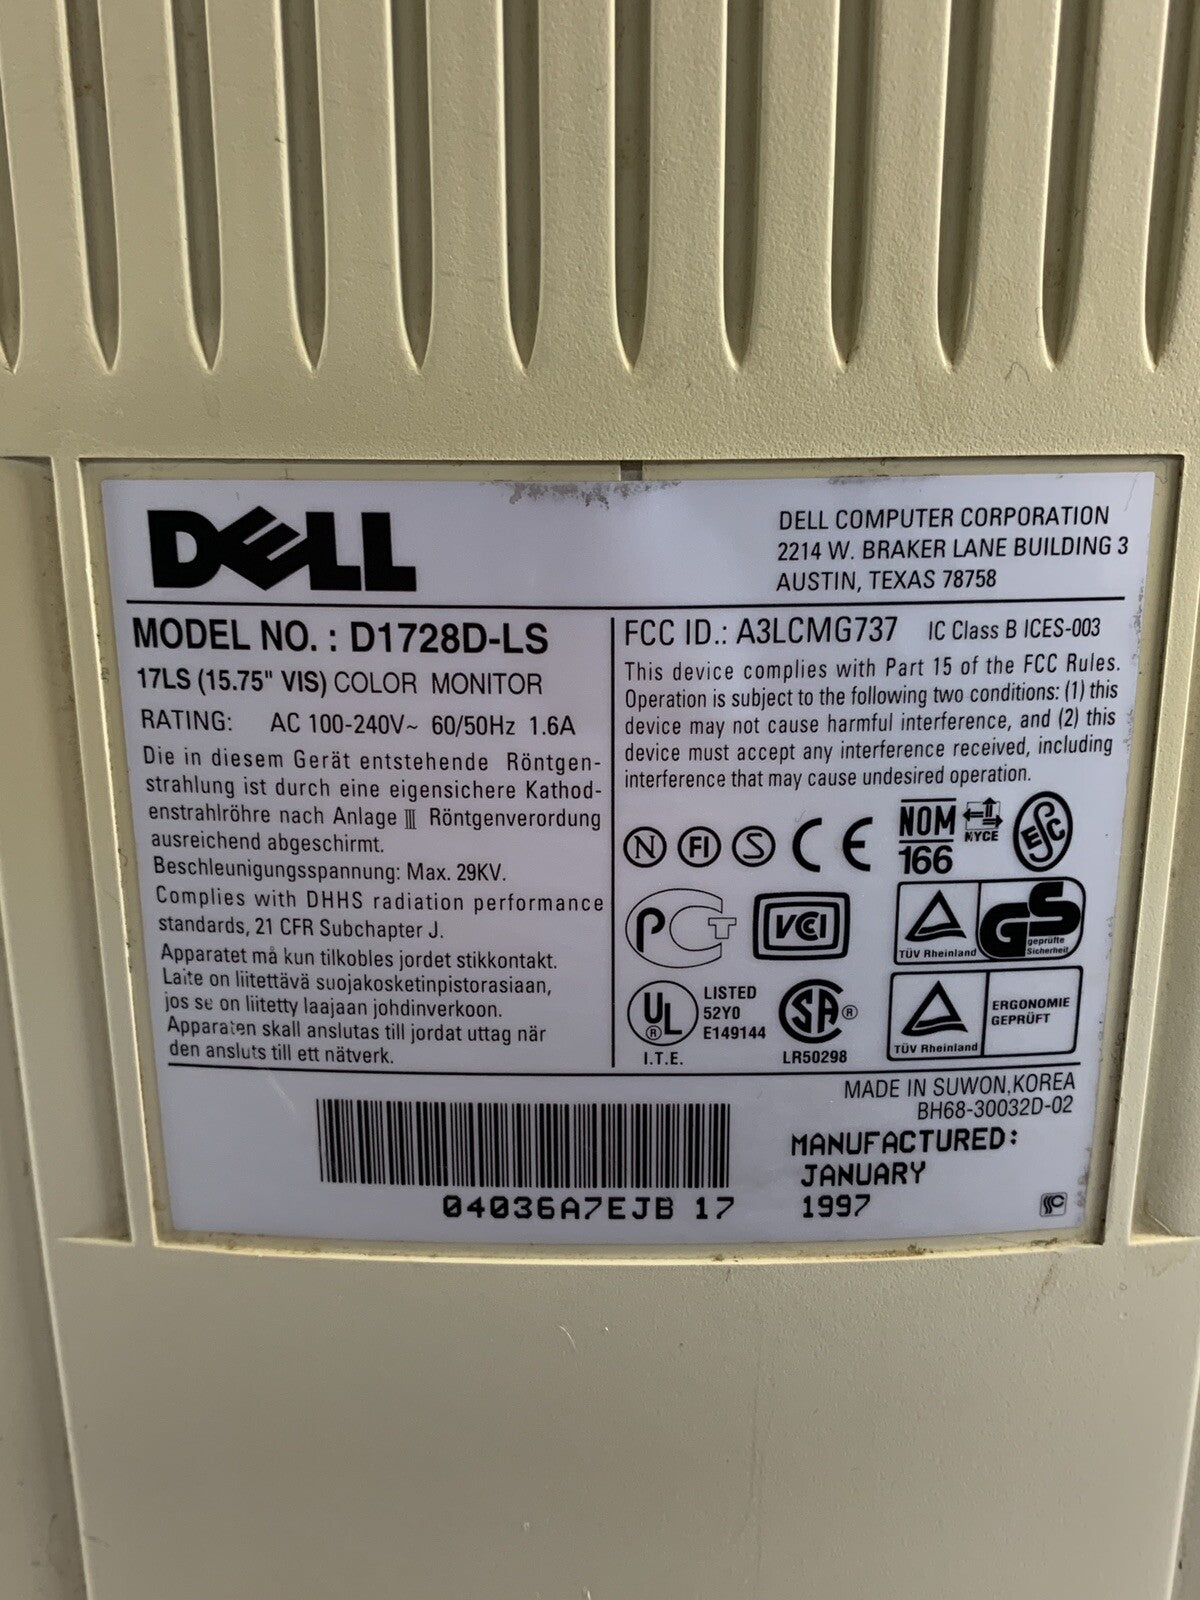 DELL
DELL COMPUTER CORPORATION
2214 W. BRAKER LANE BUILDING 3
AUSTIN, TEXAS 78758
MODEL NO. : D1728D-LS
17LS (15.75" VIS) COLOR MONITOR
RATING: AC 100-240V~ 60/50Hz 1.6A
Die in diesem Gerät entstehende Röntgen-
strahlung ist durch eine eigensichere Kathod-
enstrahlröhre nach Anlage III Röntgenverordung
ausreichend abgeschirmt.
Beschleunigungsspannung: Max. 29KV.
Complies with DHHS radiation performance
standards, 21 CFR Subchapter J.
Apparatet må kun tilkobles jordet stikkontakt.
Laite on liitettävä suojakosketinpistorasiaan,
jos se on liitetty laajaan johdinverkoon.
Apparaten skall anslutas till jordat uttag när
den ansluts till ett nätverk.
FCC ID.: A3LCMG737 IC Class B ICES-003
This device complies with Part 15 of the FCC Rules.
Operation is subject to the following two conditions: (1) this
device may not cause harmful interference, and (2) this
device must accept any interference received, including
interference that may cause undesired operation.
N FI S CE NOM NYCE ESC
166
PCT VCCI TÜV Rheinland GS geprüfte
Sicherheit
UL ® LISTED
52Y0
E149144
I.T.E.
SA ®
LR50298
TÜV Rheinland
ERGONOMIE
GEPRÜFT
MADE IN SUWON,KOREA
BH68-30032D-02
MANUFACTURED:
JANUARY
1997
04036A7EJB 17